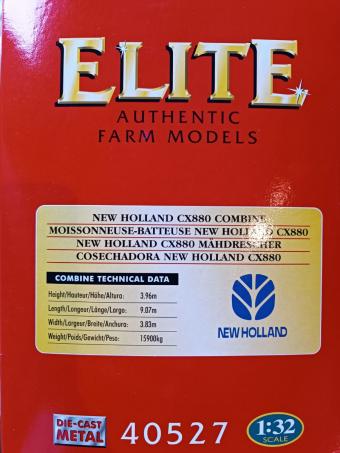 ELITE
AUTHENTIC
FARM MODELS
NEW HOLLAND CX880 COMBINE
MOISSONNEUSE-BATTEUSE NEW HOLLAND CX880
NEW HOLLAND CX880 MÄHDRESCHER
COSECHADORA NEW HOLLAND CX880
COMBINE TECHNICAL DATA
Height/Hauteur/Höhe/Altura: 3.96m
Length/Longeur/Länge/Largo: 9.07m
Width/Largeur/Breite/Anchura: 3.83m
Weight/Poids/Gewicht/Peso: 15900kg
NEW HOLLAND
DIE-CAST
METAL
40527
1:32
SCALE